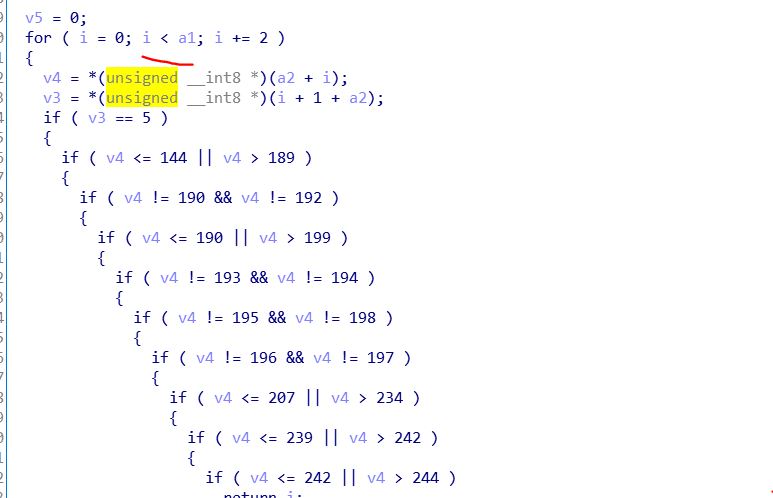 v5 = 0;
for ( i = 0; i < a1; i += 2 )
{
v4 = *(unsigned __int8 *)(a2 + i);
v3 = *(unsigned __int8 *)(i + 1 + a2);
if ( v3 == 5 )
{
if ( v4 <= 144 || v4 > 189 )
{
if ( v4 != 190 && v4 != 192 )
{
if ( v4 <= 190 || v4 > 199 )
{
if ( v4 != 193 && v4 != 194 )
{
if ( v4 != 195 && v4 != 198 )
{
if ( v4 != 196 && v4 != 197 )
{
if ( v4 <= 207 || v4 > 234 )
{
if ( v4 <= 239 || v4 > 242 )
{
if ( v4 <= 242 || v4 > 244 )
return i;